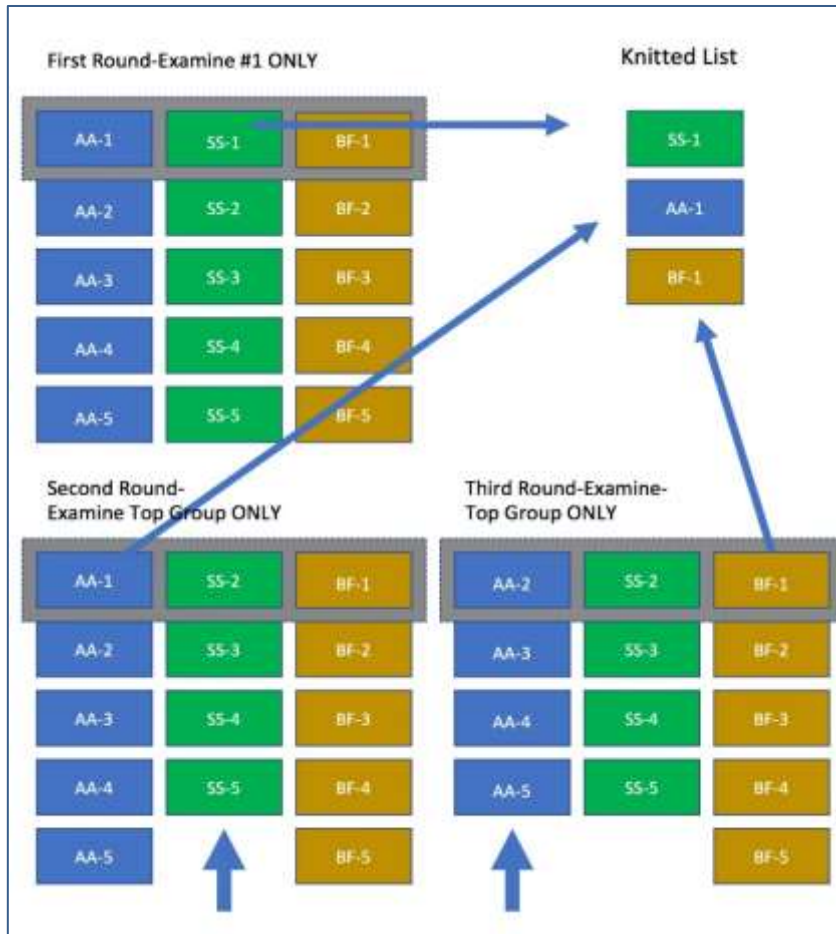 First Round-Examine #1 ONLY
Knitted List
AA-1 SS-1 BF-1
AA-2 SS-2 BF-2
AA-3 SS-3 BF-3
AA-4 SS-4 BF-4
AA-5 SS-5 BF-5
SS-1
AA-1
BF-1
Second Round-
Examine Top Group ONLY
AA-1 SS-2 BF-1
AA-2 SS-3 BF-2
AA-3 SS-4 BF-3
AA-4 SS-5 BF-4
AA-5 BF-5
Third Round-Examine-
Top Group ONLY
AA-2 SS-2 BF-1
AA-3 SS-3 BF-2
AA-4 SS-4 BF-3
AA-5 SS-5 BF-4
BF-5